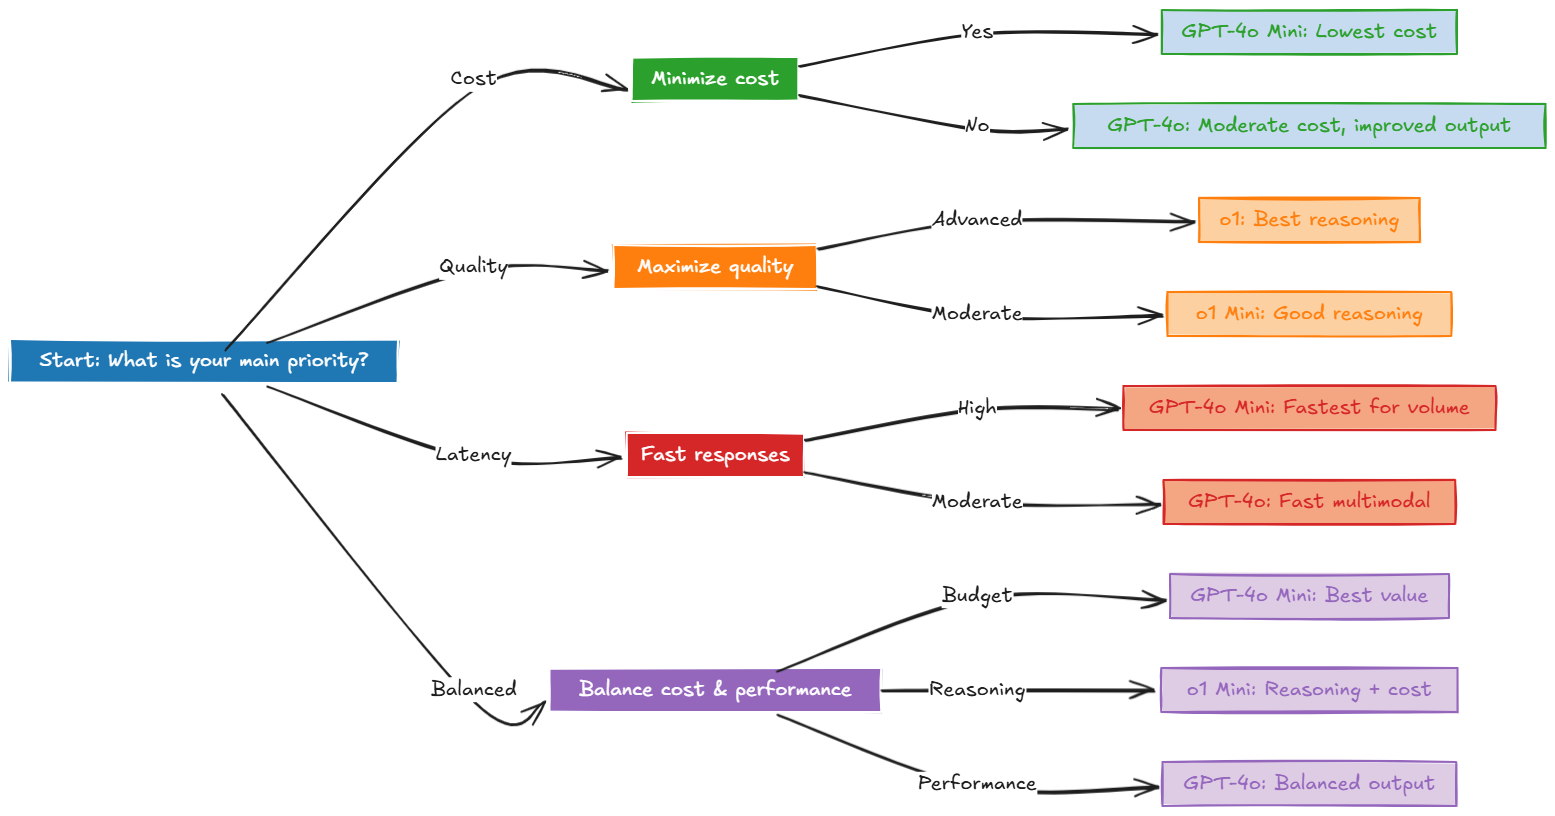 Start: What is your main priority?
Cost
Minimize cost
Yes
GPT-4o Mini: Lowest cost
No
GPT-4o: Moderate cost, improved output
Quality
Maximize quality
Advanced
o1: Best reasoning
Moderate
o1 Mini: Good reasoning
Latency
Fast responses
High
GPT-4o Mini: Fastest for volume
Moderate
GPT-4o: Fast multimodal
Balanced
Balance cost & performance
Budget
GPT-4o Mini: Best value
Reasoning
o1 Mini: Reasoning + cost
Performance
GPT-4o: Balanced output